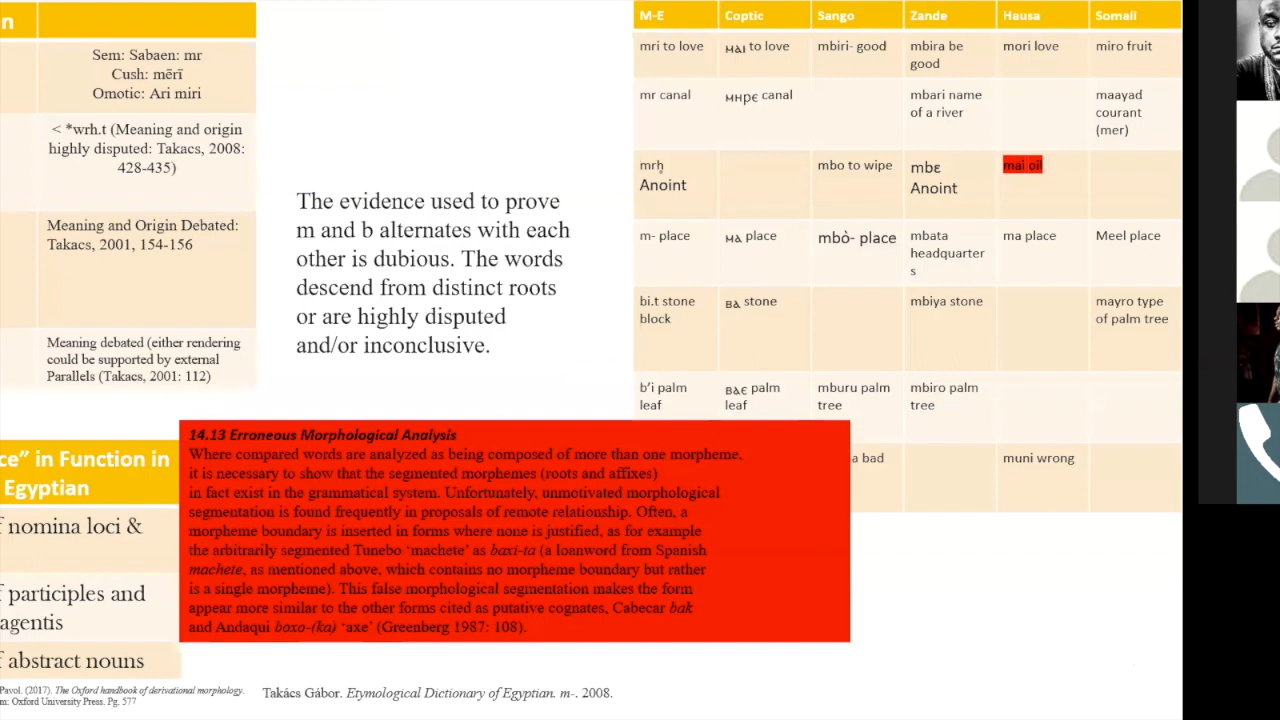 n
Sem: Sabaen: mr
Cush: mērī
Omotic: Ari miri
< *wrh.t (Meaning and origin
highly disputed: Takacs, 2008:
428-435)
Meaning and Origin Debated:
Takacs, 2001, 154-156
Meaning debated (either rendering
could be supported by external
Parallels (Takacs, 2001: 112)
The evidence used to prove
m and b alternates with each
other is dubious. The words
descend from distinct roots
or are highly disputed
and/or inconclusive.
M-E Coptic Sango Zande Hausa Somali
mri to love ⲙⲁⲓ to love mbiri- good mbira be good mori love miro fruit
mr canal ⲙⲏⲣⲉ canal mbari name of a river maayad courant (mer)
mrḫ Anoint mbo to wipe mbɛ Anoint mai oil
m- place ⲙⲁ place mbò- place mbata headquarters ma place Meel place
bi.t stone block ⲃⲁ stone mbiya stone mayro type of palm tree
b’i palm leaf ⲃⲁⲉ palm leaf mburu palm tree mbiro palm tree
a bad muni wrong
14.13 Erroneous Morphological Analysis
Where compared words are analyzed as being composed of more than one morpheme,
it is necessary to show that the segmented morphemes (roots and affixes)
in fact exist in the grammatical system. Unfortunately, unmotivated morphological
segmentation is found frequently in proposals of remote relationship. Often, a
morpheme boundary is inserted in forms where none is justified, as for example
the arbitrarily segmented Tunebo ‘machete’ as baxi-ta (a loanword from Spanish
machete, as mentioned above, which contains no morpheme boundary but rather
is a single morpheme). This false morphological segmentation makes the form
appear more similar to the other forms cited as putative cognates, Cabecar bak
and Andaqui boxo-(ka) ‘axe’ (Greenberg 1987: 108).
ce” in Function in
Egyptian
f nomina loci &
f participles and
agentis
f abstract nouns
Pavol. (2017). The Oxford handbook of derivational morphology.
m: Oxford University Press. Pg. 577
Takács Gábor. Etymological Dictionary of Egyptian. m-. 2008.